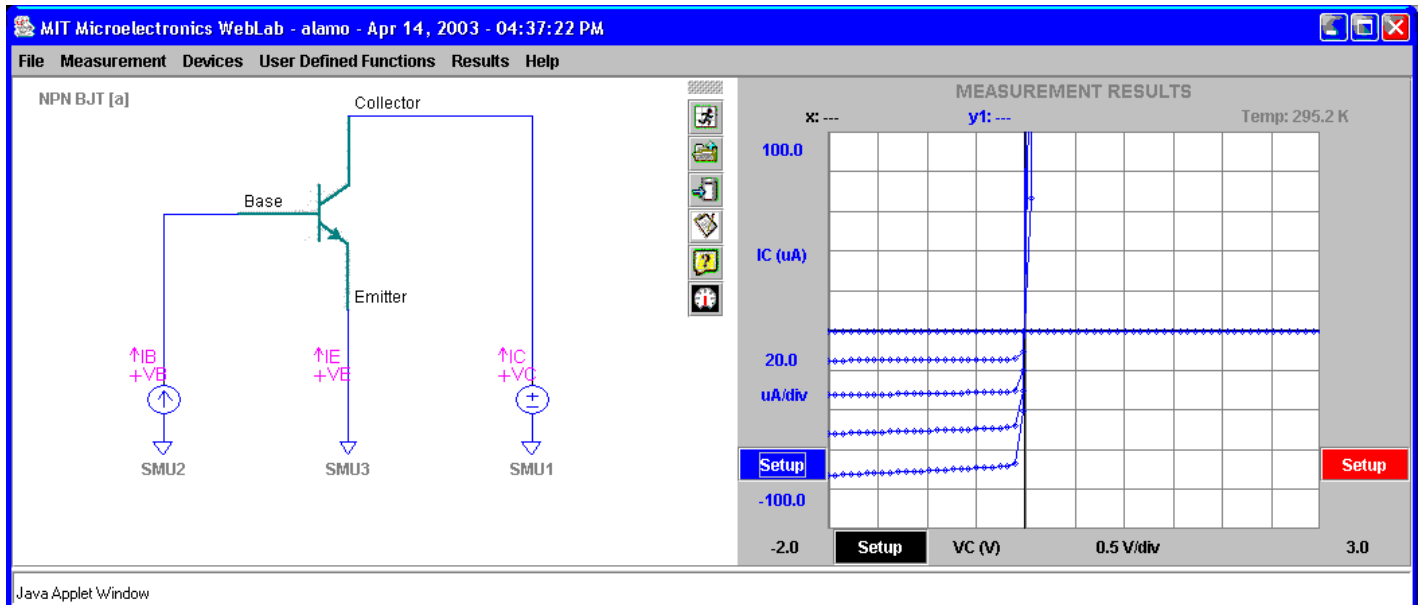 MIT Microelectronics WebLab - alamo - Apr 14, 2003 - 04:37:22 PM
File Measurement Devices User Defined Functions Results Help
NPN BJT [a]
Collector
Base
Emitter
↑IB
+VB
↑IE
+VE
↑IC
+VC
SMU2
SMU3
SMU1
MEASUREMENT RESULTS
x: --- y1: --- Temp: 295.2 K
100.0
IC (uA)
20.0
uA/div
Setup
Setup
-100.0
-2.0 Setup VC (V) 0.5 V/div 3.0
Java Applet Window